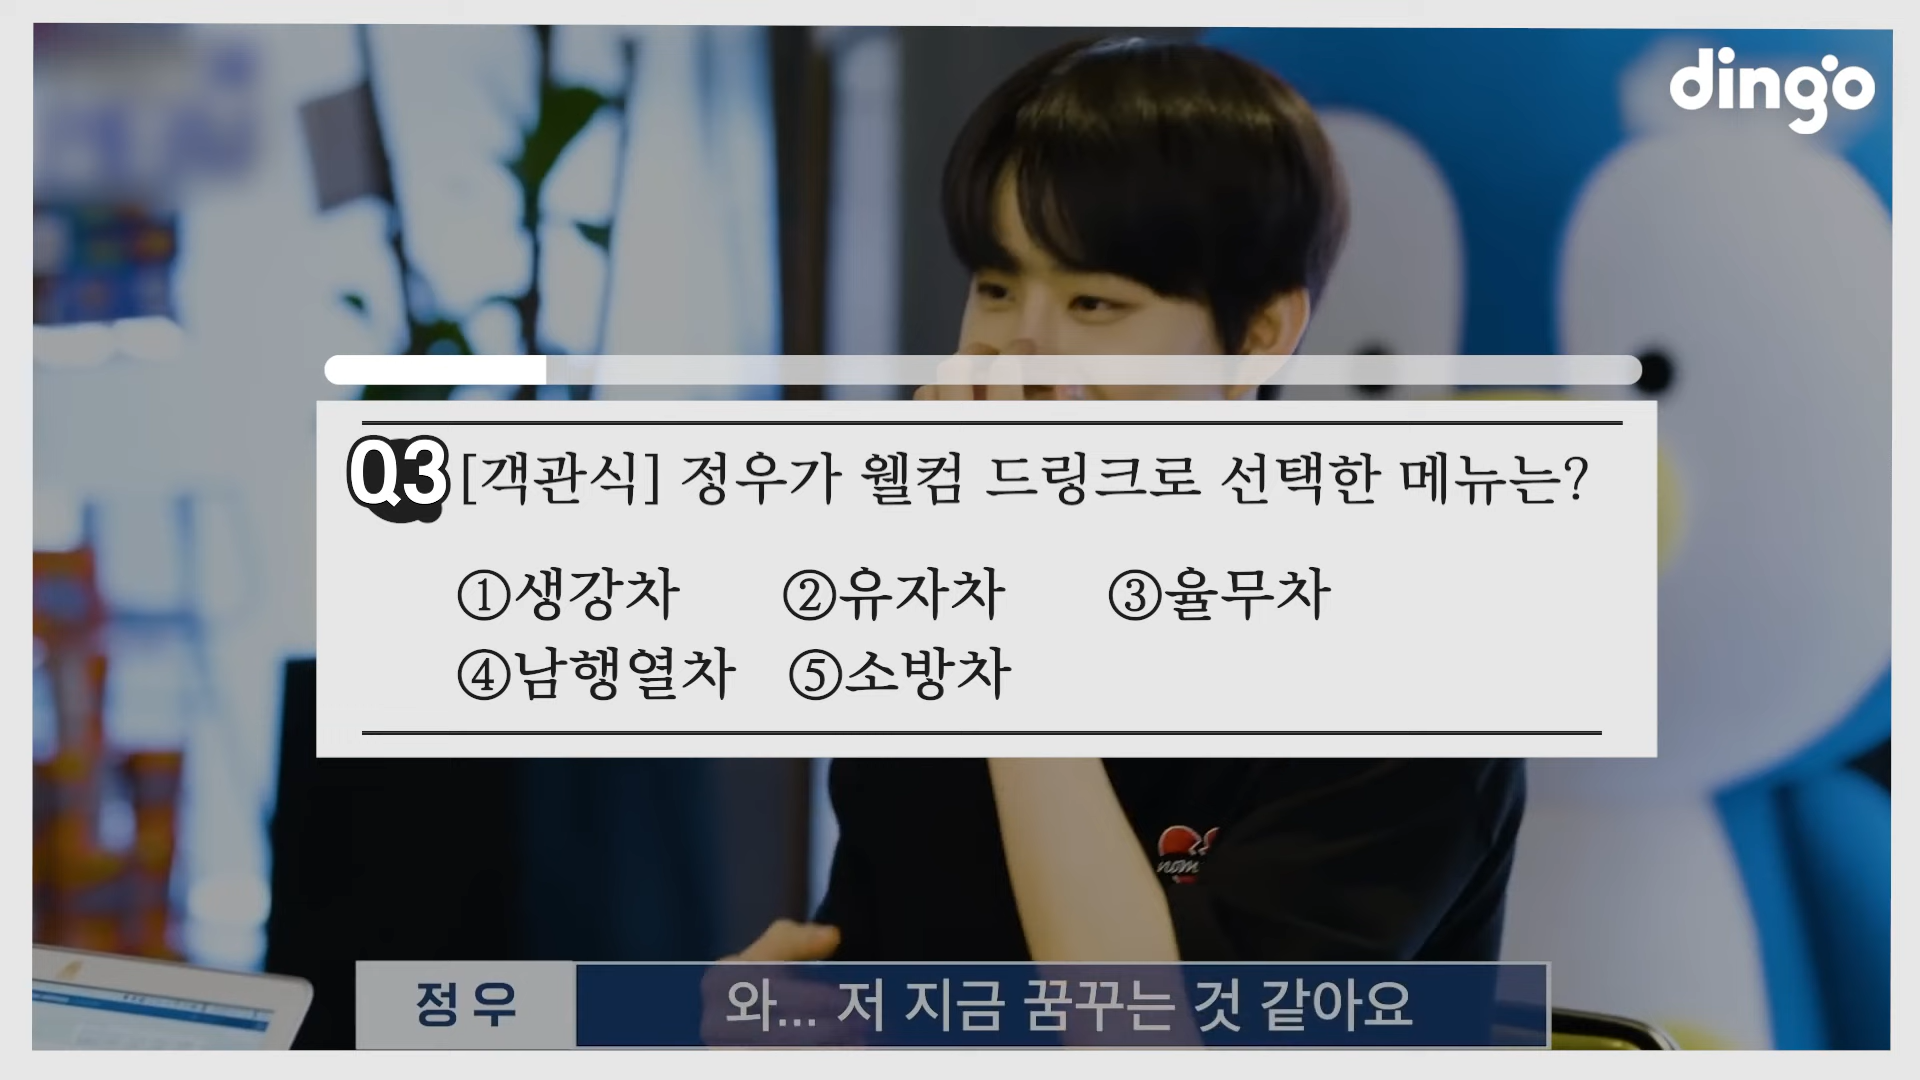 dingo
Q3 [객관식] 정우가 웰컴 드링크로 선택한 메뉴는?
①생강차 ②유자차 ③율무차
④남행열차 ⑤소방차
nom
정우 와... 저 지금 꿈꾸는 것 같아요